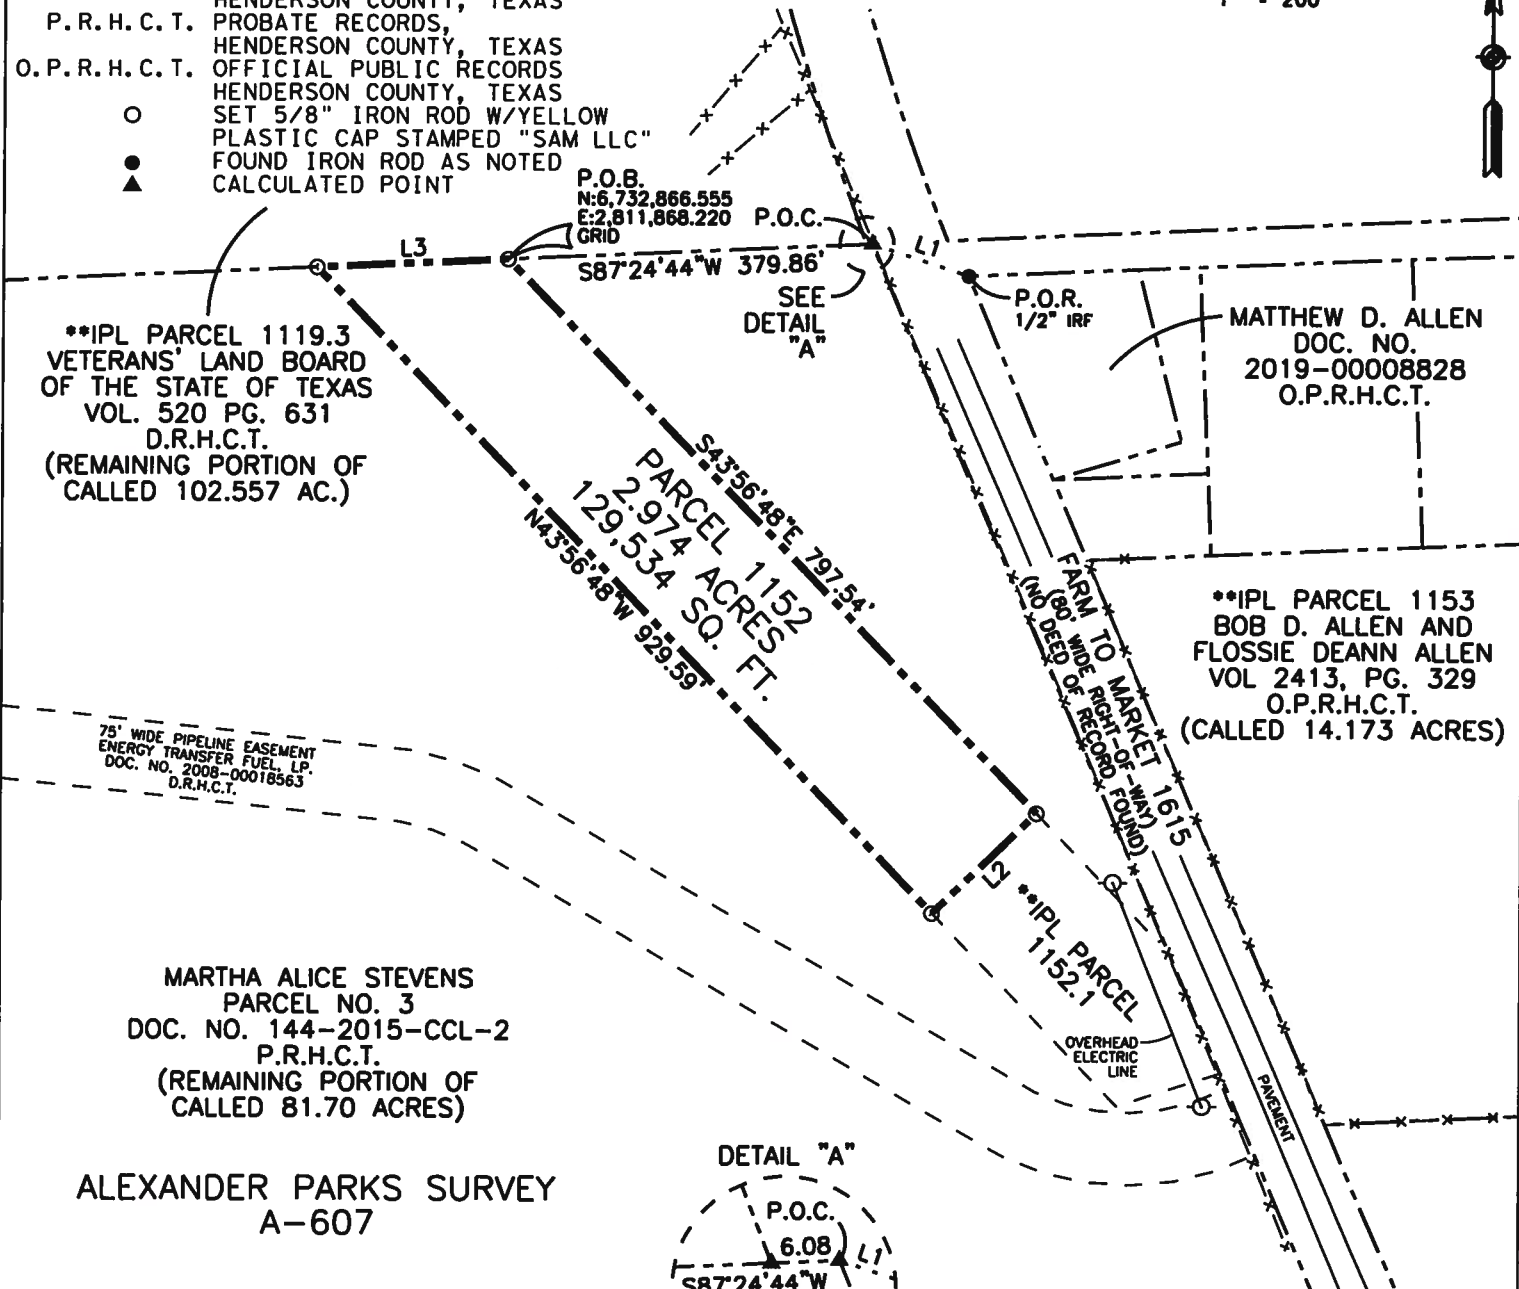 HENDERSON COUNTY, TEXAS
P.R.H.C.T. PROBATE RECORDS,
HENDERSON COUNTY, TEXAS
O.P.R.H.C.T. OFFICIAL PUBLIC RECORDS
HENDERSON COUNTY, TEXAS
SET 5/8" IRON ROD W/YELLOW
PLASTIC CAP STAMPED "SAM LLC"
FOUND IRON ROD AS NOTED
CALCULATED POINT
1" = 200'
P.O.B.
N:6,732,866.555
E:2,811,868.220
GRID
P.O.C.
L3
L1
S87°24'44"W 379.86'
SEE
DETAIL
"A"
P.O.R.
1/2" IRF
MATTHEW D. ALLEN
DOC. NO.
2019-00008828
O.P.R.H.C.T.
**IPL PARCEL 1119.3
VETERANS' LAND BOARD
OF THE STATE OF TEXAS
VOL. 520 PG. 631
D.R.H.C.T.
(REMAINING PORTION OF
CALLED 102.557 AC.)
S43°56'48"E 797.54'
PARCEL 1152
2.974 ACRES
129,534 SQ. FT.
N43°56'48"W 929.59'
FARM TO MARKET 1615
(80' WIDE RIGHT-OF-WAY)
(NO DEED OF RECORD FOUND)
**IPL PARCEL 1153
BOB D. ALLEN AND
FLOSSIE DEANN ALLEN
VOL 2413, PG. 329
O.P.R.H.C.T.
(CALLED 14.173 ACRES)
75' WIDE PIPELINE EASEMENT
ENERGY TRANSFER FUEL, LP.
DOC. NO. 2008-00018563
D.R.H.C.T.
L2
**IPL PARCEL
1152.1
OVERHEAD
ELECTRIC
LINE
PAVEMENT
MARTHA ALICE STEVENS
PARCEL NO. 3
DOC. NO. 144-2015-CCL-2
P.R.H.C.T.
(REMAINING PORTION OF
CALLED 81.70 ACRES)
ALEXANDER PARKS SURVEY
A-607
DETAIL "A"
P.O.C.
6.08
L1
S87°24'44"W